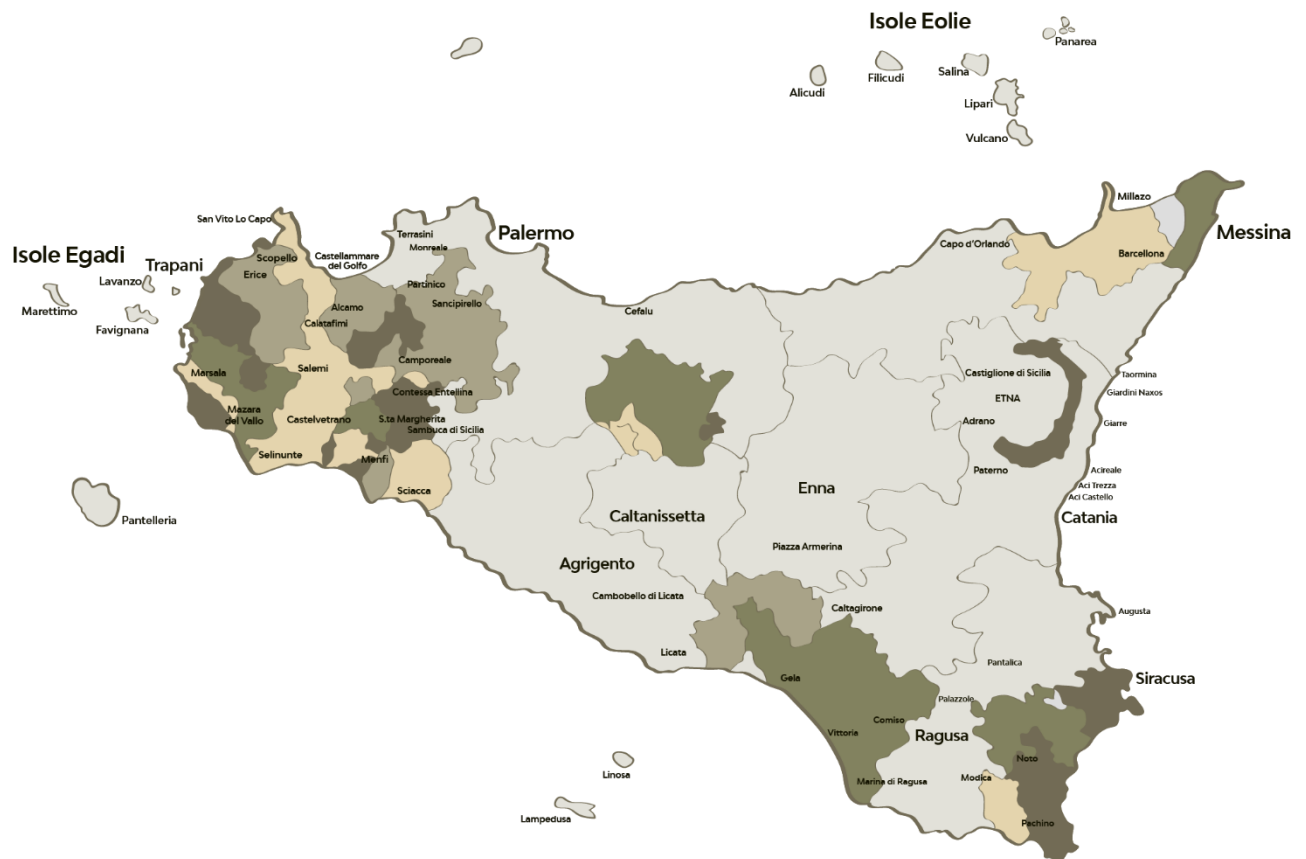 Isole Eolie
Panarea
Filicudi
Salina
Alicudi
Lipari
Vulcano
Millazo
San Vito Lo Capo
Terrasini
Palermo
Messina
Monreale
Capo d'Orlando
Isole Egadi
Scopello
Castellammare
del Golfo
Barcellona
Trapani
Erice
Lavanzo
Partinico
Marettimo
Sancipirello
Favignana
Alcamo
Calatafimi
Cefalu
Camporeale
Salemi
Marsala
Castiglione di Sicilia
Taormina
Contessa Entellina
Giardini Naxos
ETNA
Mazara
del Vallo
Castelvetrano
S.ta Margherita
Sambuca di Sicilia
Adrano
Giarre
Selinunte
Menfi
Paterno
Acireale
Sciacca
Enna
Aci Trezza
Aci Castello
Pantelleria
Caltanissetta
Catania
Piazza Armerina
Agrigento
Cambobello di Licata
Caltagirone
Augusta
Licata
Pantalica
Gela
Siracusa
Palazzolo
Comiso
Vittoria
Ragusa
Noto
Linosa
Marina di Ragusa
Modica
Lampedusa
Pachino